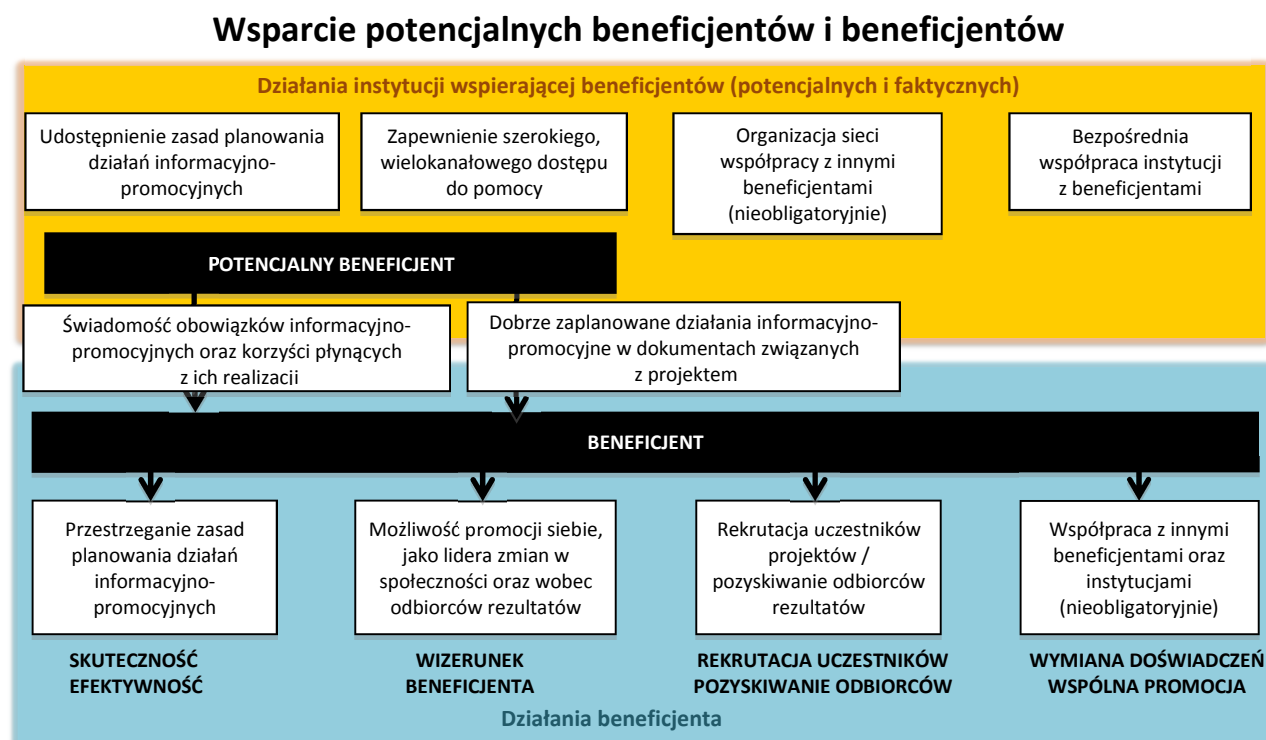 Wsparcie potencjalnych beneficjentów i beneficjentów
Działania instytucji wspierającej beneficjentów (potencjalnych i faktycznych)
Udostępnienie zasad planowania
działań informacyjno-
promocyjnych
Zapewnienie szerokiego,
wielokanałowego dostępu
do pomocy
Organizacja sieci
współpracy z innymi
beneficjentami
(nieobligatoryjnie)
Bezpośrednia
współpraca instytucji
z beneficjentami
POTENCJALNY BENEFICJENT
Świadomość obowiązków informacyjno-
promocyjnych oraz korzyści płynących
z ich realizacji
Dobrze zaplanowane działania informacyjno-
promocyjne w dokumentach związanych
z projektem
BENEFICJENT
Przestrzeganie zasad
planowania działań
informacyjno-
promocyjnych
Możliwość promocji siebie,
jako lidera zmian w
społeczności oraz wobec
odbiorców rezultatów
Rekrutacja uczestników
projektów /
pozyskiwanie odbiorców
rezultatów
Współpraca z innymi
beneficjentami oraz
instytucjami
(nieobligatoryjnie)
SKUTECZNOŚĆ
EFEKTYWNOŚĆ
WIZERUNEK
BENEFICJENTA
REKRUTACJA UCZESTNIKÓW
POZYSKIWANIE ODBIORCÓW
WYMIANA DOŚWIADCZEŃ
WSPÓLNA PROMOCJA
Działania beneficjenta